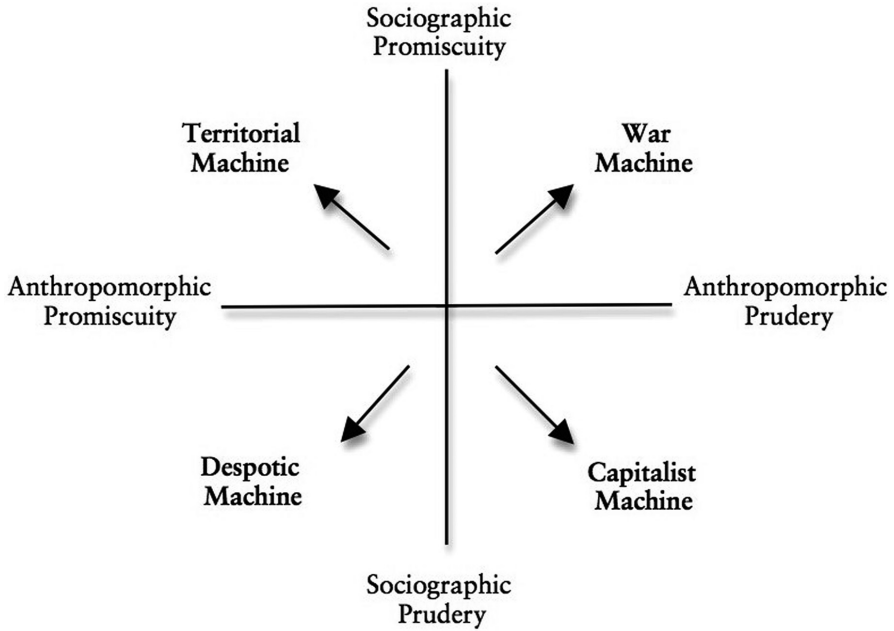 Sociographic
Promiscuity
Territorial
Machine
War
Machine
Anthropomorphic
Promiscuity
Anthropomorphic
Prudery
Despotic
Machine
Capitalist
Machine
Sociographic
Prudery